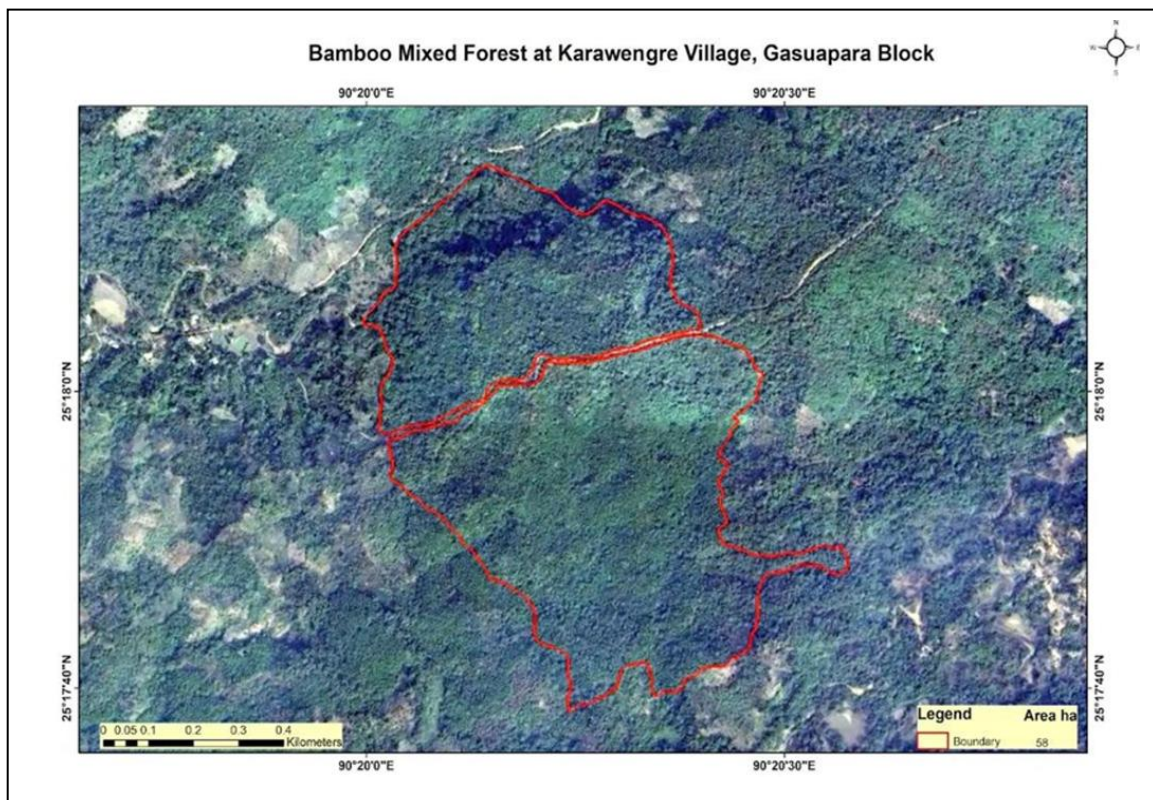 N
W E
S
Bamboo Mixed Forest at Karawengre Village, Gasuapara Block
90°20'0"E 90°20'30"E
25°18'0"N 25°18'0"N
25°17'40"N 25°17'40"N
0 0.05 0.1 0.2 0.3 0.4
Kilometers
Legend Area ha
Boundary 58
90°20'0"E 90°20'30"E